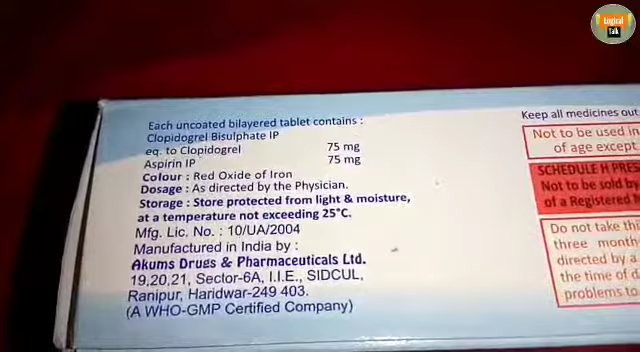 Logical
Talk
Each uncoated bilayered tablet contains :
Clopidogrel Bisulphate IP
eq. to Clopidogrel 75 mg
Aspirin IP 75 mg
Colour : Red Oxide of Iron
Dosage : As directed by the Physician.
Storage : Store protected from light & moisture,
at a temperature not exceeding 25°C.
Mfg. Lic. No. : 10/UA/2004
Manufactured in India by :
Akums Drugs & Pharmaceuticals Ltd.
19,20,21, Sector-6A, I.I.E., SIDCUL,
Ranipur, Haridwar-249 403.
(A WHO-GMP Certified Company)
Keep all medicines out
Not to be used in
of age except
SCHEDULE H PRES
Not to be sold by
of a Registered
Do not take thi
three month
directed by a
the time of d
problems to